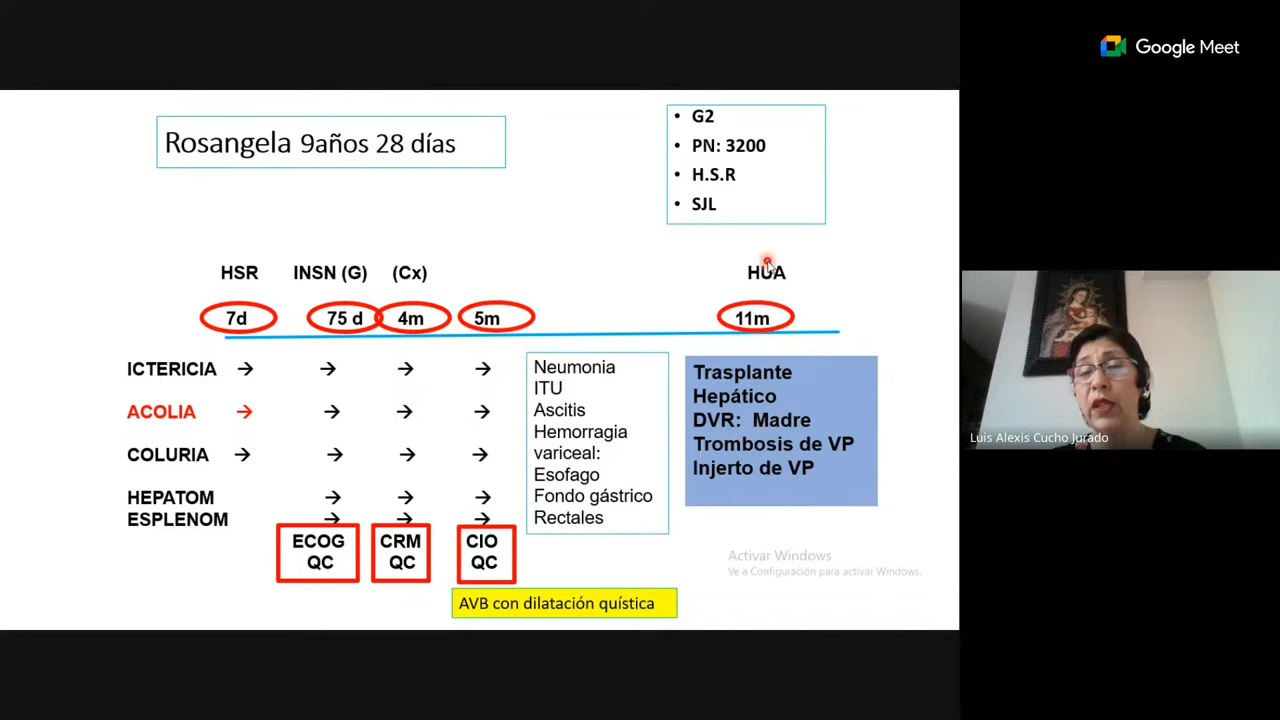 Google Meet
Rosangela 9años 28 días
• G2
• PN: 3200
• H.S.R
• SJL
HSR INSN (G) (Cx) HUA
7d 75 d 4m 5m 11m
ICTERICIA → → → →
ACOLIA → → → →
COLURIA → → → →
HEPATOM → → →
ESPLENOM → → →
ECOG
QC
CRM
QC
CIO
QC
Neumonia
ITU
Ascitis
Hemorragia
variceal:
Esofago
Fondo gástrico
Rectales
Trasplante
Hepático
DVR: Madre
Trombosis de VP
Injerto de VP
AVB con dilatación quística
Activar Windows
Ve a Configuración para activar Windows.
Luis Alexis Cucho Jurado